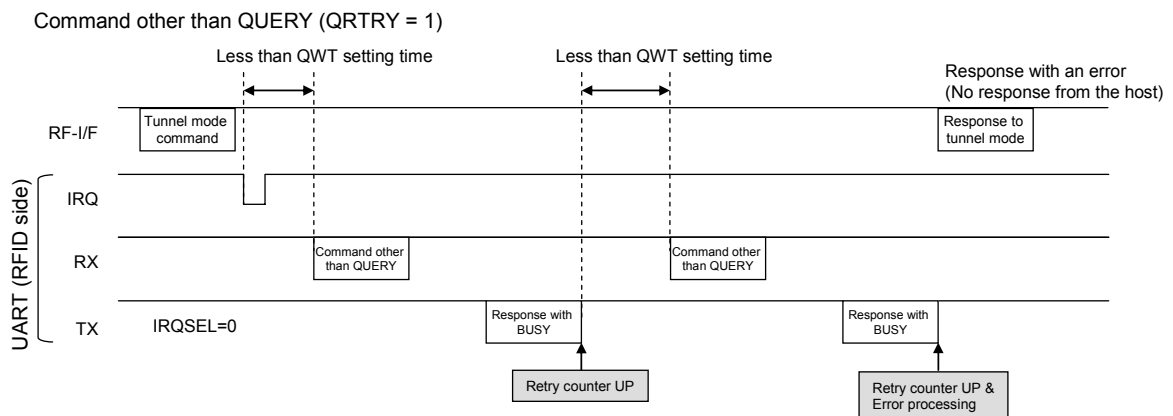 Command other than QUERY (QRTRY = 1)
Less than QWT setting time
Less than QWT setting time
Response with an error
(No response from the host)
RF-I/F
Tunnel mode
command
Response to
tunnel mode
UART (RFID side)
IRQ
RX
Command other
than QUERY
Command other
than QUERY
TX
IRQSEL=0
Response with
BUSY
Response with
BUSY
Retry counter UP
Retry counter UP &
Error processing